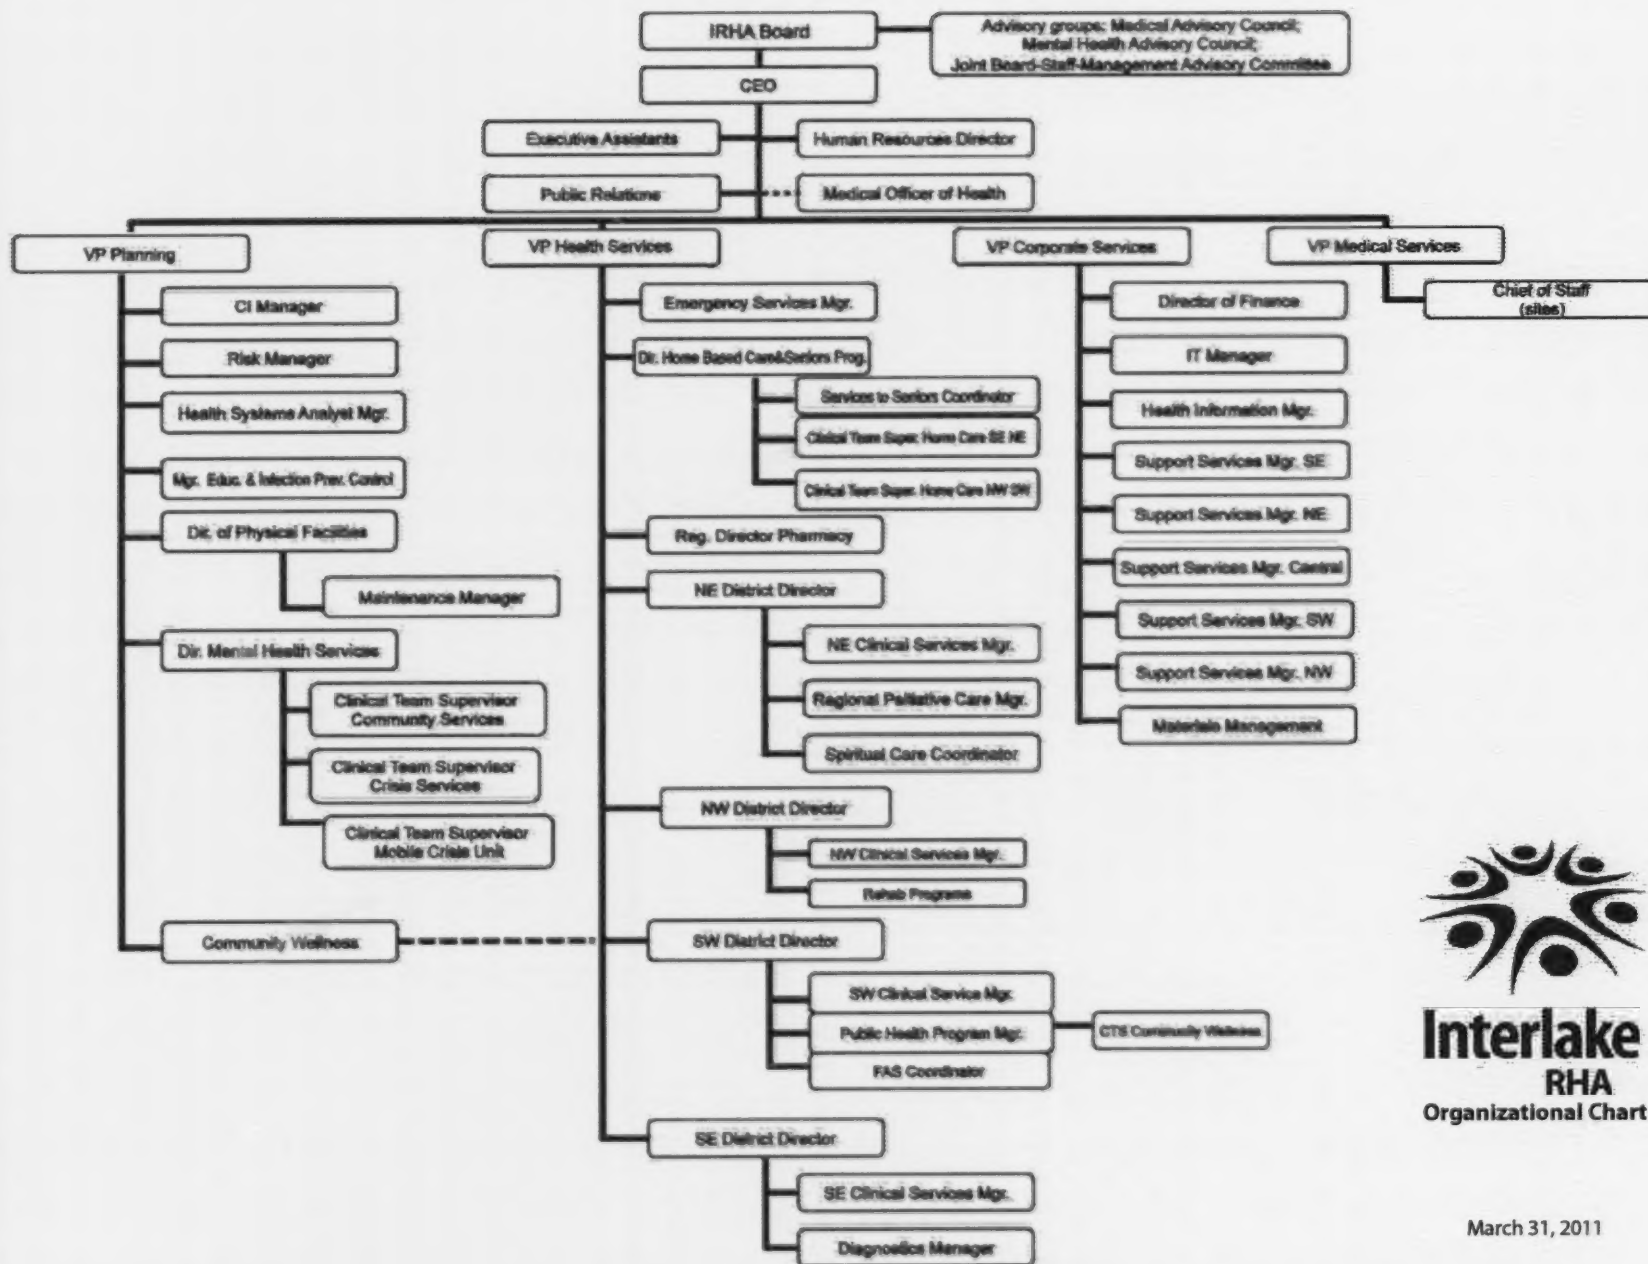 IRHA Board
Advisory groups: Medical Advisory Council;
Mental Health Advisory Council;
Joint Board-Staff-Management Advisory Committee
CEO
Executive Assistants
Human Resources Director
Public Relations
Medical Officer of Health
VP Planning
CI Manager
Risk Manager
Health Systems Analyst Mgr.
Mgr. Educ. & Infection Prev. Control
Dir. of Physical Facilities
Maintenance Manager
Dir. Mental Health Services
Clinical Team Supervisor
Community Services
Clinical Team Supervisor
Crisis Services
Clinical Team Supervisor
Mobile Crisis Unit
Community Wellness
VP Health Services
Emergency Services Mgr.
Dir. Home Based Care&Seniors Prog.
Services to Seniors Coordinator
Clinical Team Super. Home Care SE NE
Clinical Team Super. Home Care NW SW
Reg. Director Pharmacy
NE District Director
NE Clinical Services Mgr.
Regional Palliative Care Mgr.
Spiritual Care Coordinator
NW District Director
NW Clinical Services Mgr.
Rehab Programs
SW District Director
SW Clinical Service Mgr.
Public Health Program Mgr.
CTS Community Wellness
FAS Coordinator
SE District Director
SE Clinical Services Mgr.
Diagnostics Manager
VP Corporate Services
Director of Finance
IT Manager
Health Information Mgr.
Support Services Mgr. SE
Support Services Mgr. NE
Support Services Mgr. Central
Support Services Mgr. SW
Support Services Mgr. NW
Materials Management
VP Medical Services
Chief of Staff
(sites)
Interlake
RHA
Organizational Chart
March 31, 2011